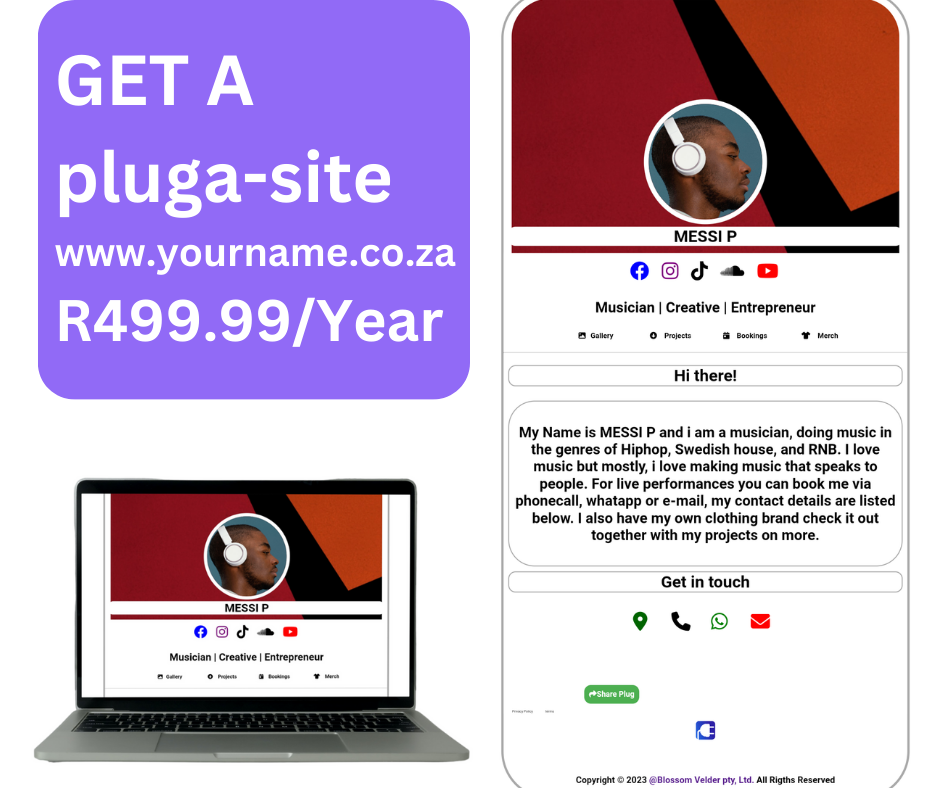 GET A
pluga-site
www.yourname.co.za
R499.99/Year
MESSI P
Musician | Creative | Entrepreneur
Gallery Projects Bookings Merch
Hi there!
My Name is MESSI P and i am a musician, doing music in
the genres of Hiphop, Swedish house, and RNB. I love
music but mostly, i love making music that speaks to
people. For live performances you can book me via
phonecall, whatapp or e-mail, my contact details are listed
below. I also have my own clothing brand check it out
together with my projects on more.
Get in touch
Share Plug
Privacy Policy terms
Copyright © 2023 @Blossom Velder pty, Ltd. All Rigths Reserved
MESSI P
Musician | Creative | Entrepreneur
Gallery Projects Bookings Merch